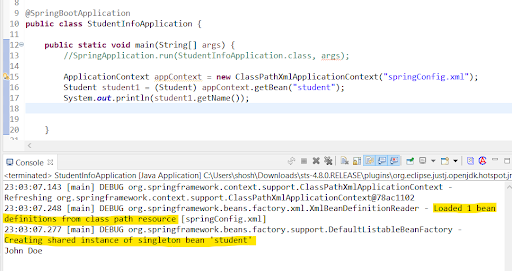 8
9 @SpringBootApplication
10 public class StudentInfoApplication {
11
12 public static void main(String[] args) {
13 //SpringApplication.run(StudentInfoApplication.class, args);
14
15 ApplicationContext appContext = new ClassPathXmlApplicationContext("springConfig.xml");
16 Student student1 = (Student) appContext.getBean("student");
17 System.out.println(student1.getName());
18
19
20 }
Console
<terminated> StudentInfoApplication [Java Application] C:\Users\shosh\Downloads\sts-4.8.0.RELEASE\plugins\org.eclipse.justj.openjdk.hotspot.jr
23:03:07.143 [main] DEBUG org.springframework.context.support.ClassPathXmlApplicationContext -
Refreshing org.springframework.context.support.ClassPathXmlApplicationContext@78ac1102
23:03:07.248 [main] DEBUG org.springframework.beans.factory.xml.XmlBeanDefinitionReader - Loaded 1 bean
definitions from class path resource [springConfig.xml]
23:03:07.277 [main] DEBUG org.springframework.beans.factory.support.DefaultListableBeanFactory -
Creating shared instance of singleton bean 'student'
John Doe